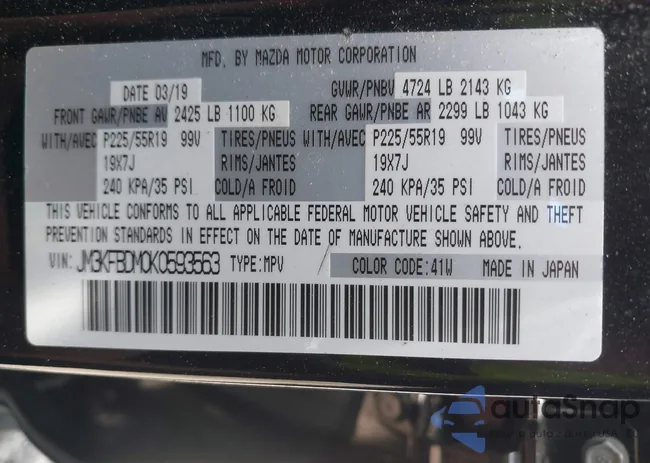 MFD. BY MAZDA MOTOR CORPORATION
DATE 03/19 GVWR/PNBV 4724 LB 2143 KG
FRONT GAWR/PNBE AV 2425 LB 1100 KG REAR GAWR/PNBE AR 2299 LB 1043 KG
WITH/AVEC P225/55R19 99V TIRES/PNEUS WITH/AVEC P225/55R19 99V TIRES/PNEUS
19X7J RIMS/JANTES 19X7J RIMS/JANTES
240 KPA/35 PSI COLD/A FROID 240 KPA/35 PSI COLD/A FROID
THIS VEHICLE CONFORMS TO ALL APPLICABLE FEDERAL MOTOR VEHICLE SAFETY AND THEFT
PREVENTION STANDARDS IN EFFECT ON THE DATE OF MANUFACTURE SHOWN ABOVE.
VIN: JM3KFBDM0K0593563 TYPE:MPV COLOR CODE:41W MADE IN JAPAN
autoSnap